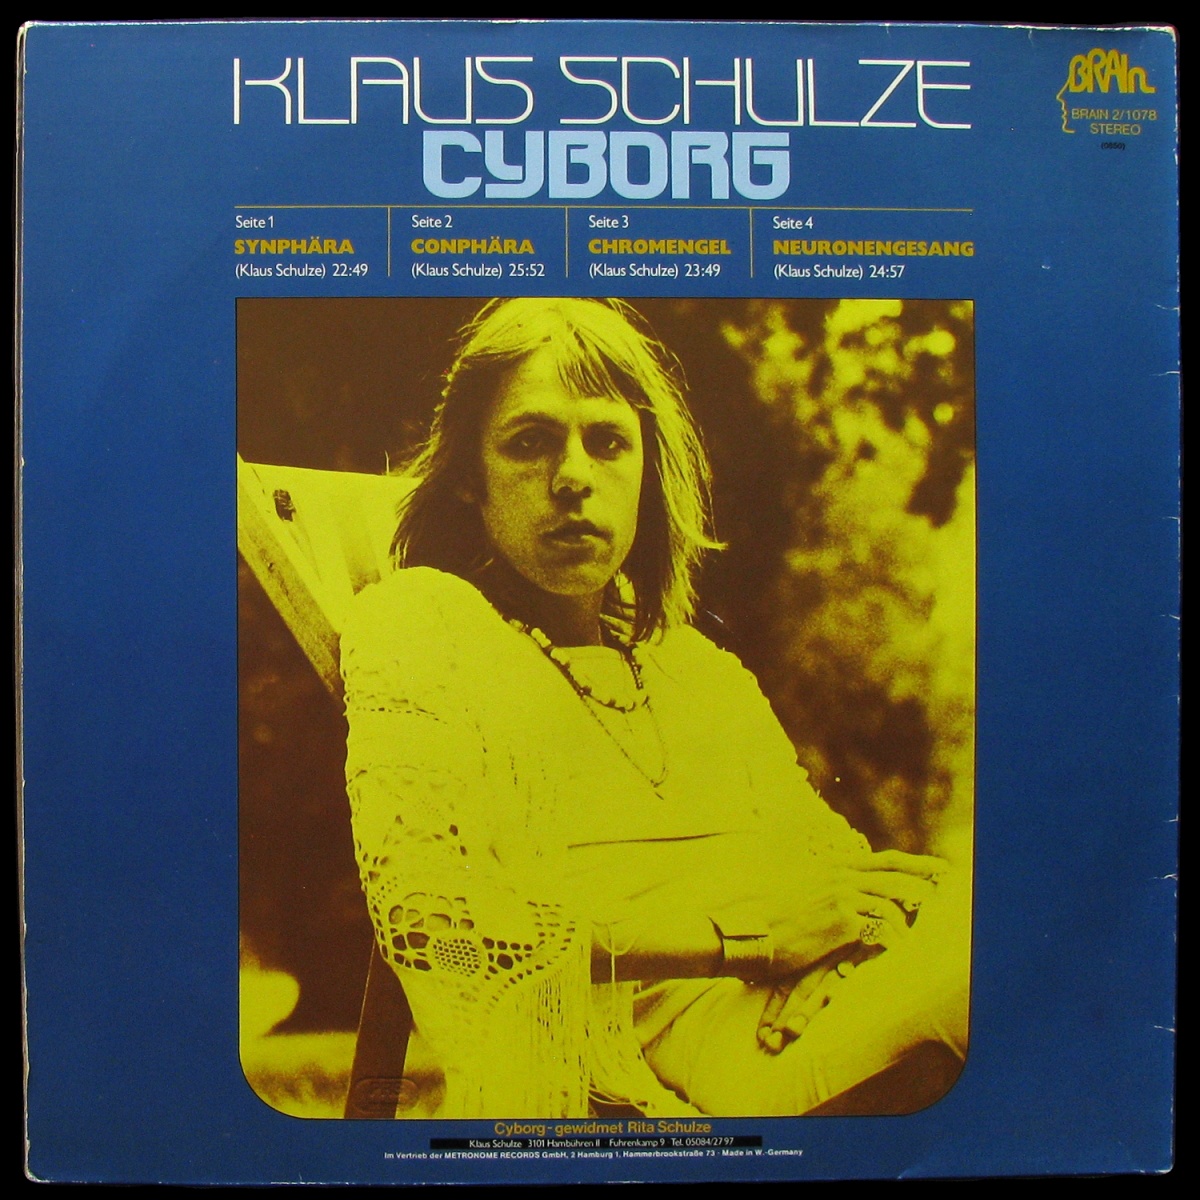 KLAUS SCHULZE
CYBORG
BRAIN
BRAIN 2/1078
STEREO
(0850)
Seite 1
SYNPHÄRA
(Klaus Schulze) 22:49
Seite 2
CONPHÄRA
(Klaus Schulze) 25:52
Seite 3
CHROMENGEL
(Klaus Schulze) 23:49
Seite 4
NEURONENGESANG
(Klaus Schulze) 24:57
Cyborg - gewidmet Rita Schulze
Klaus Schulze 3101 Hambühren II Fuhrenkamp 9 Tel. 05084/27 97
Im Vertrieb der METRONOME RECORDS GmbH, 2 Hamburg 1, Hammerbrookstraße 73 · Made in W.-Germany